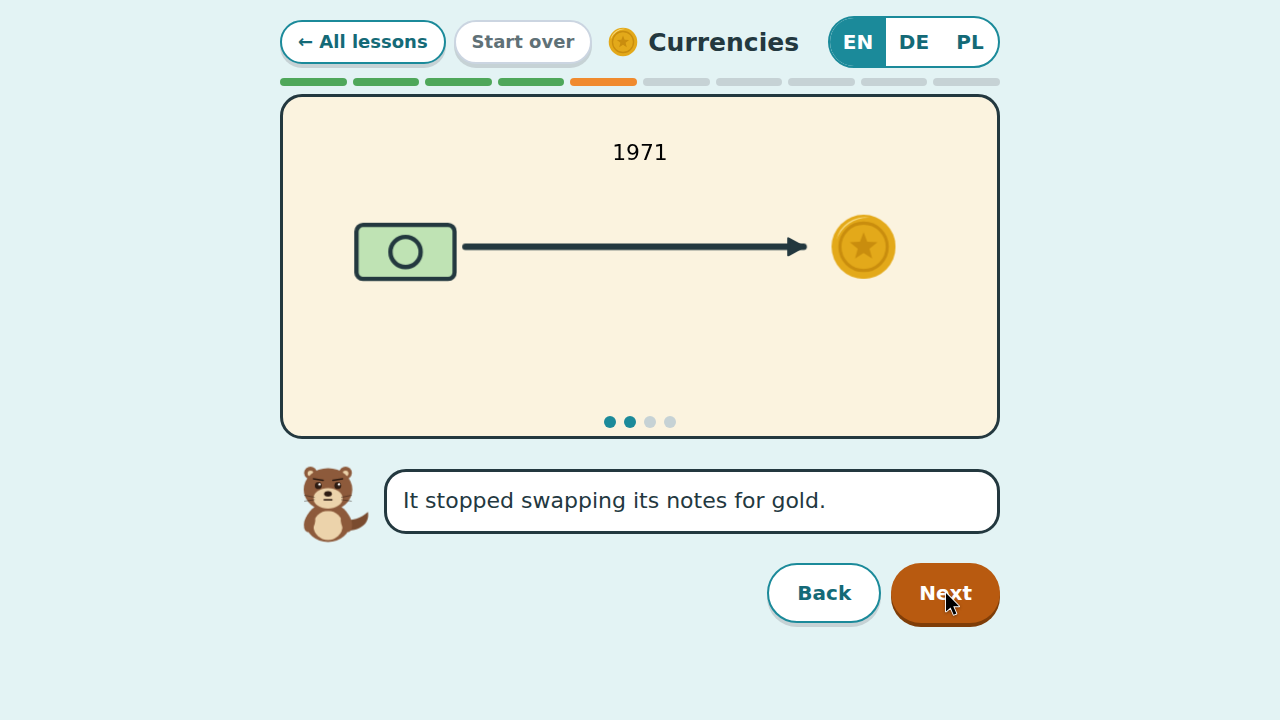 ← All lessons
Start over
Currencies
EN DE PL
1971
It stopped swapping its notes for gold.
Back
Next